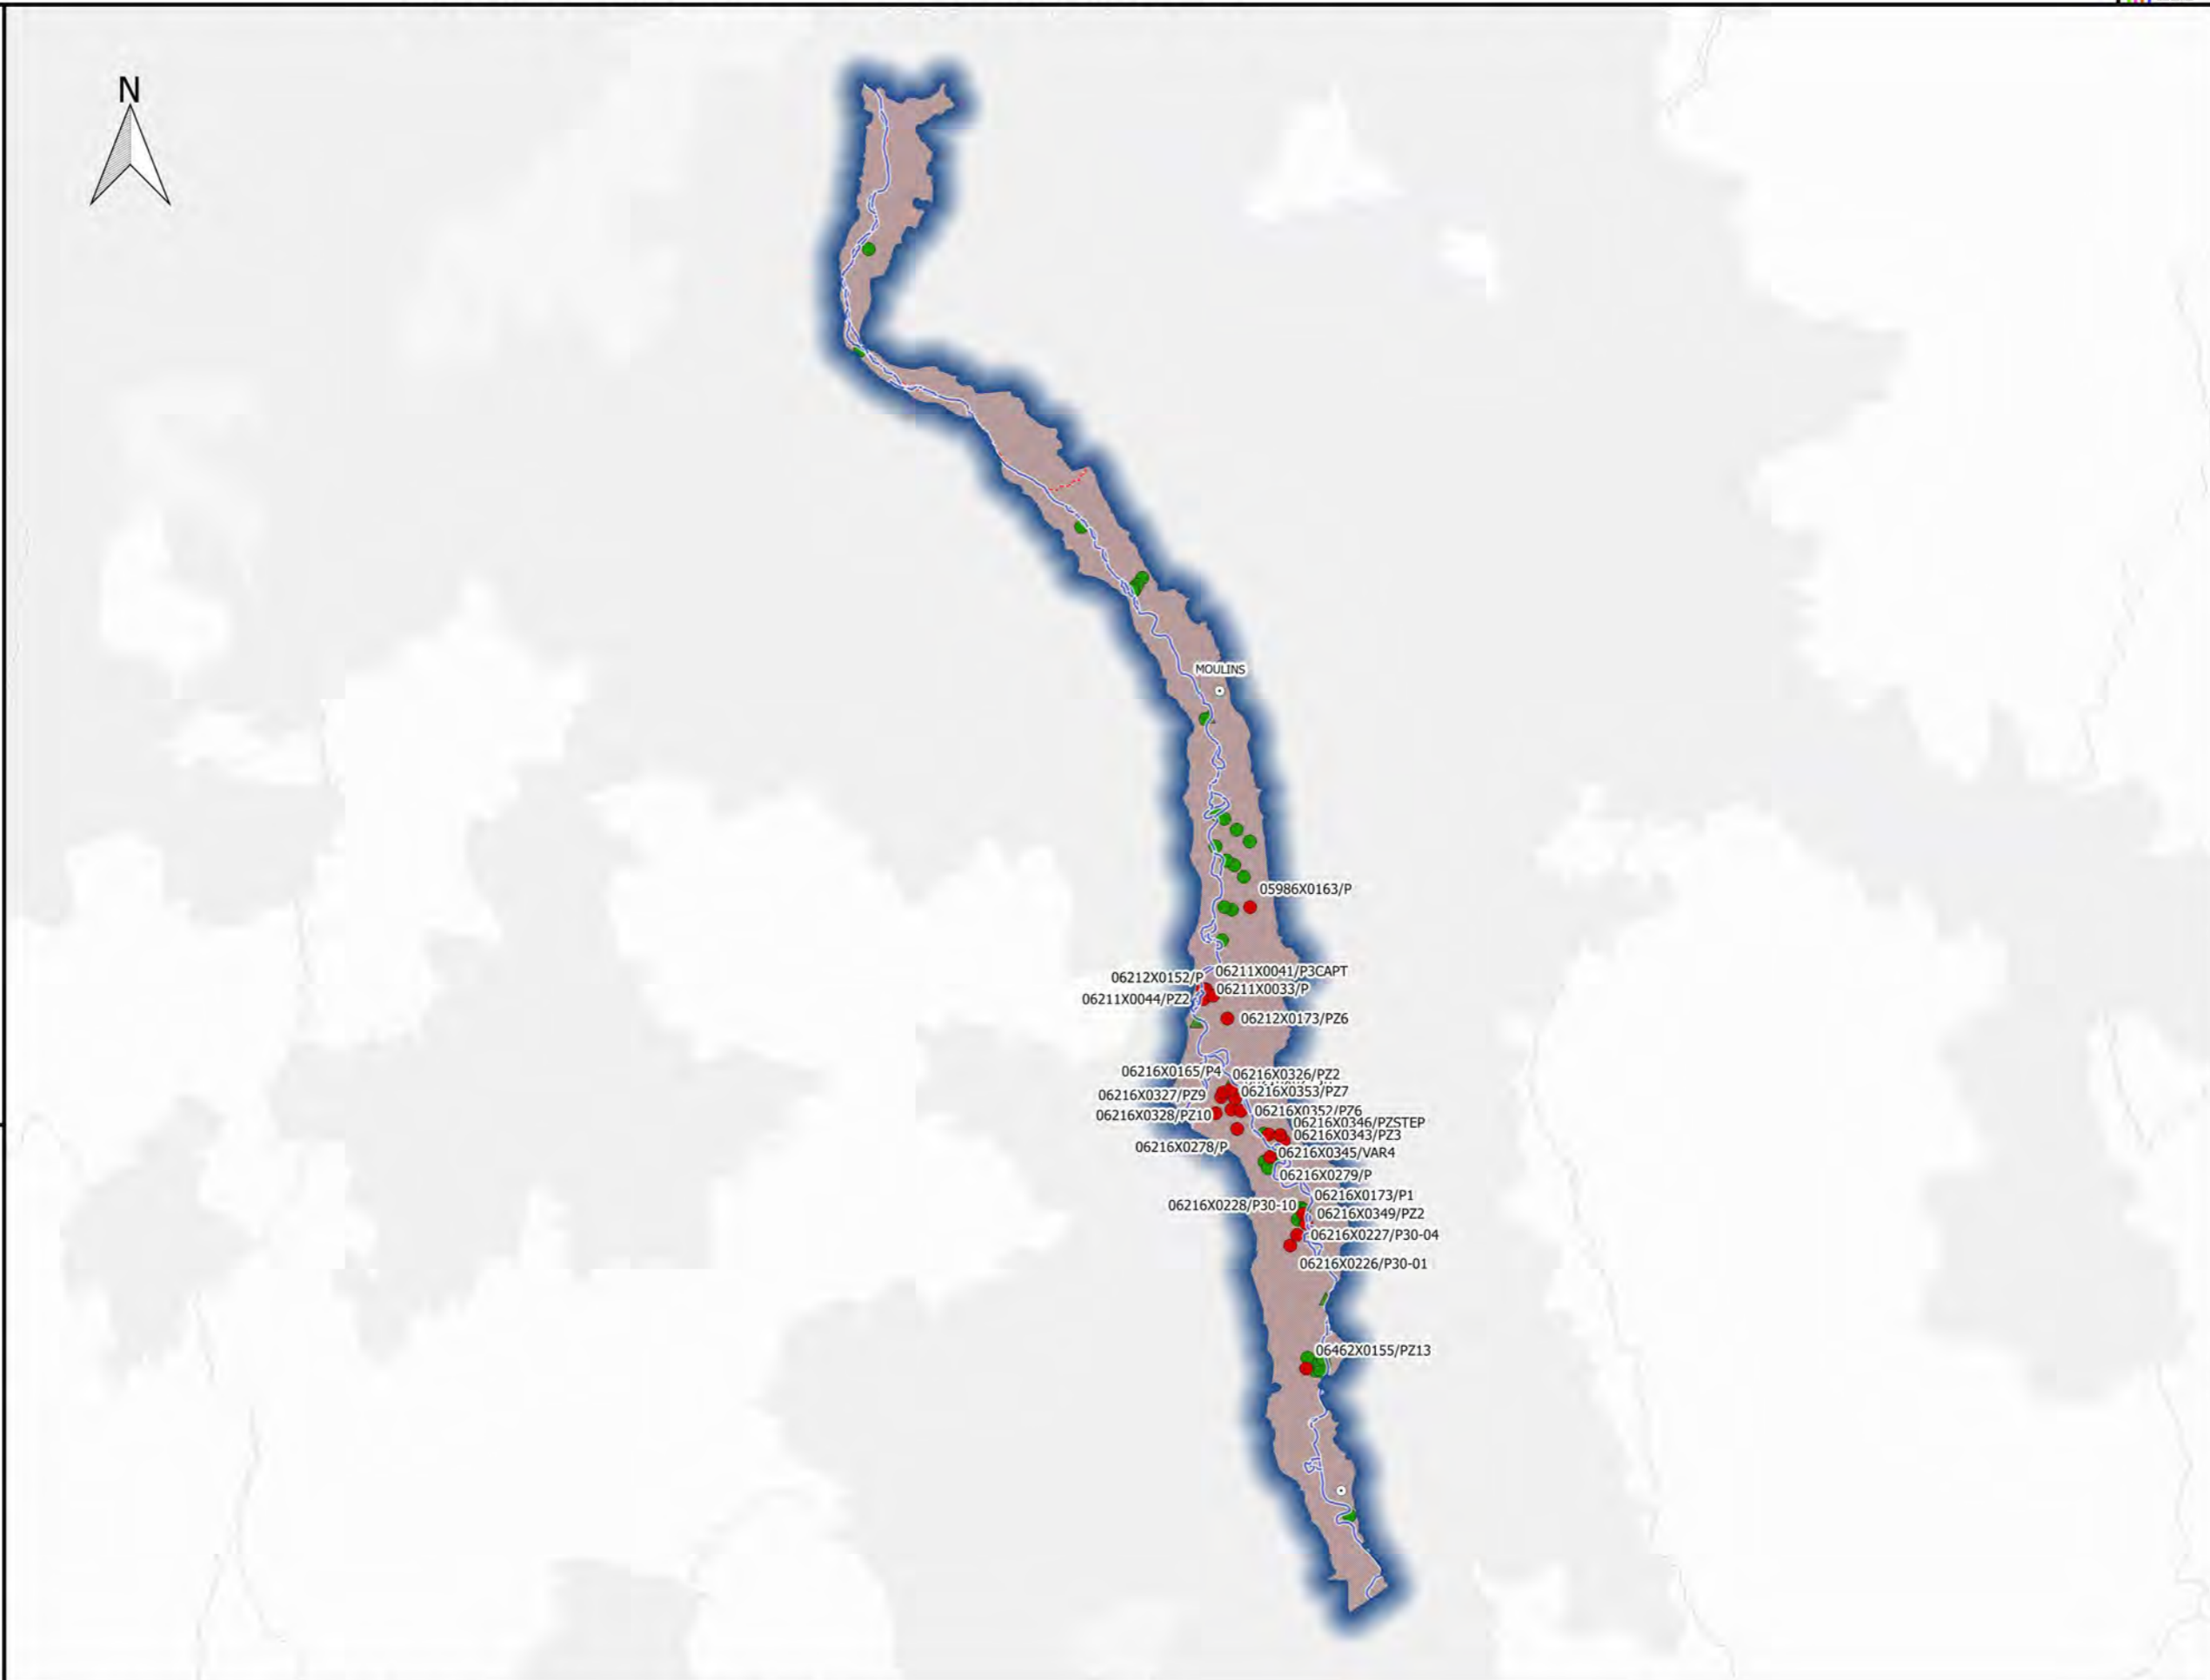 N
MOULINS
05986X0163/P
06211X0041/P3CAPT
06212X0152/P
06211X0033/P
06211X0044/PZ2
06212X0173/PZ6
06216X0165/P4
06216X0326/PZ2
06216X0353/PZ7
06216X0327/PZ9
06216X0352/PZ6
06216X0328/PZ10
06216X0346/PZSTEP
06216X0343/PZ3
06216X0278/P
06216X0345/VAR4
06216X0279/P
06216X0173/P1
06216X0228/P30-10
06216X0349/PZ2
06216X0227/P30-04
06216X0226/P30-01
06462X0155/PZ13